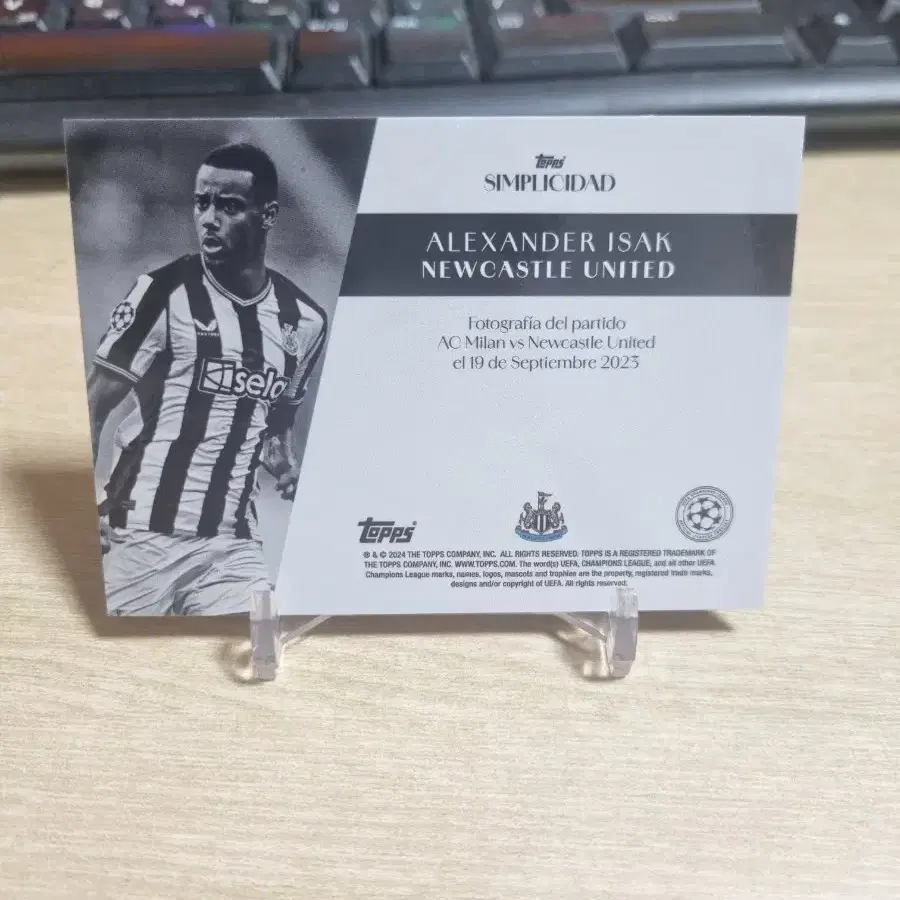 Topps
SIMPLICIDAD
ALEXANDER ISAK
NEWCASTLE UNITED
Fotografía del partido
AC Milan vs Newcastle United
el 19 de Septiembre 2023
sela
Topps
® & © 2024 THE TOPPS COMPANY, INC. ALL RIGHTS RESERVED. TOPPS IS A REGISTERED TRADEMARK OF
THE TOPPS COMPANY, INC. WWW.TOPPS.COM. The word(s) UEFA, CHAMPIONS LEAGUE, and all other UEFA
Champions League marks, names, logos, mascots and trophies are the property, registered trade marks,
designs and/or copyright of UEFA. All rights reserved.